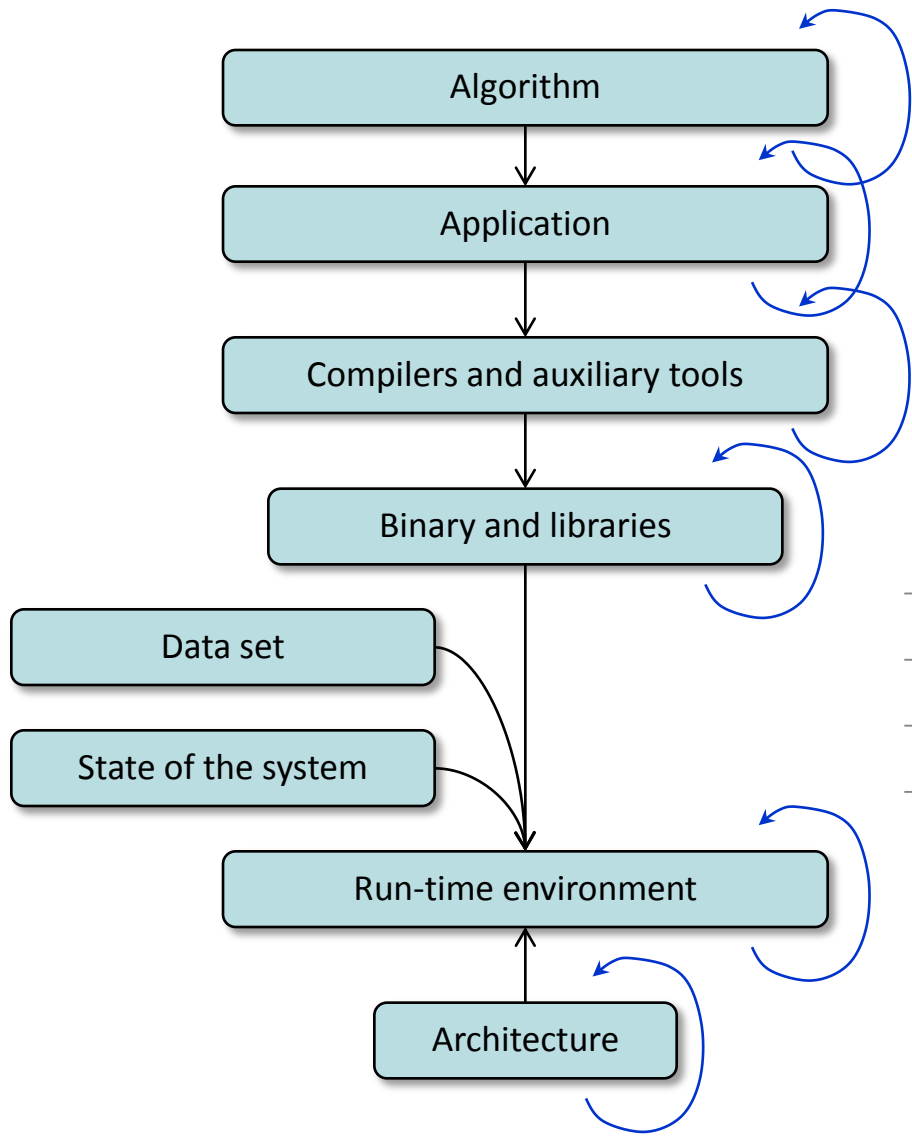 Algorithm
Application
Compilers and auxiliary tools
Binary and libraries
Data set
State of the system
Run-time environment
Architecture